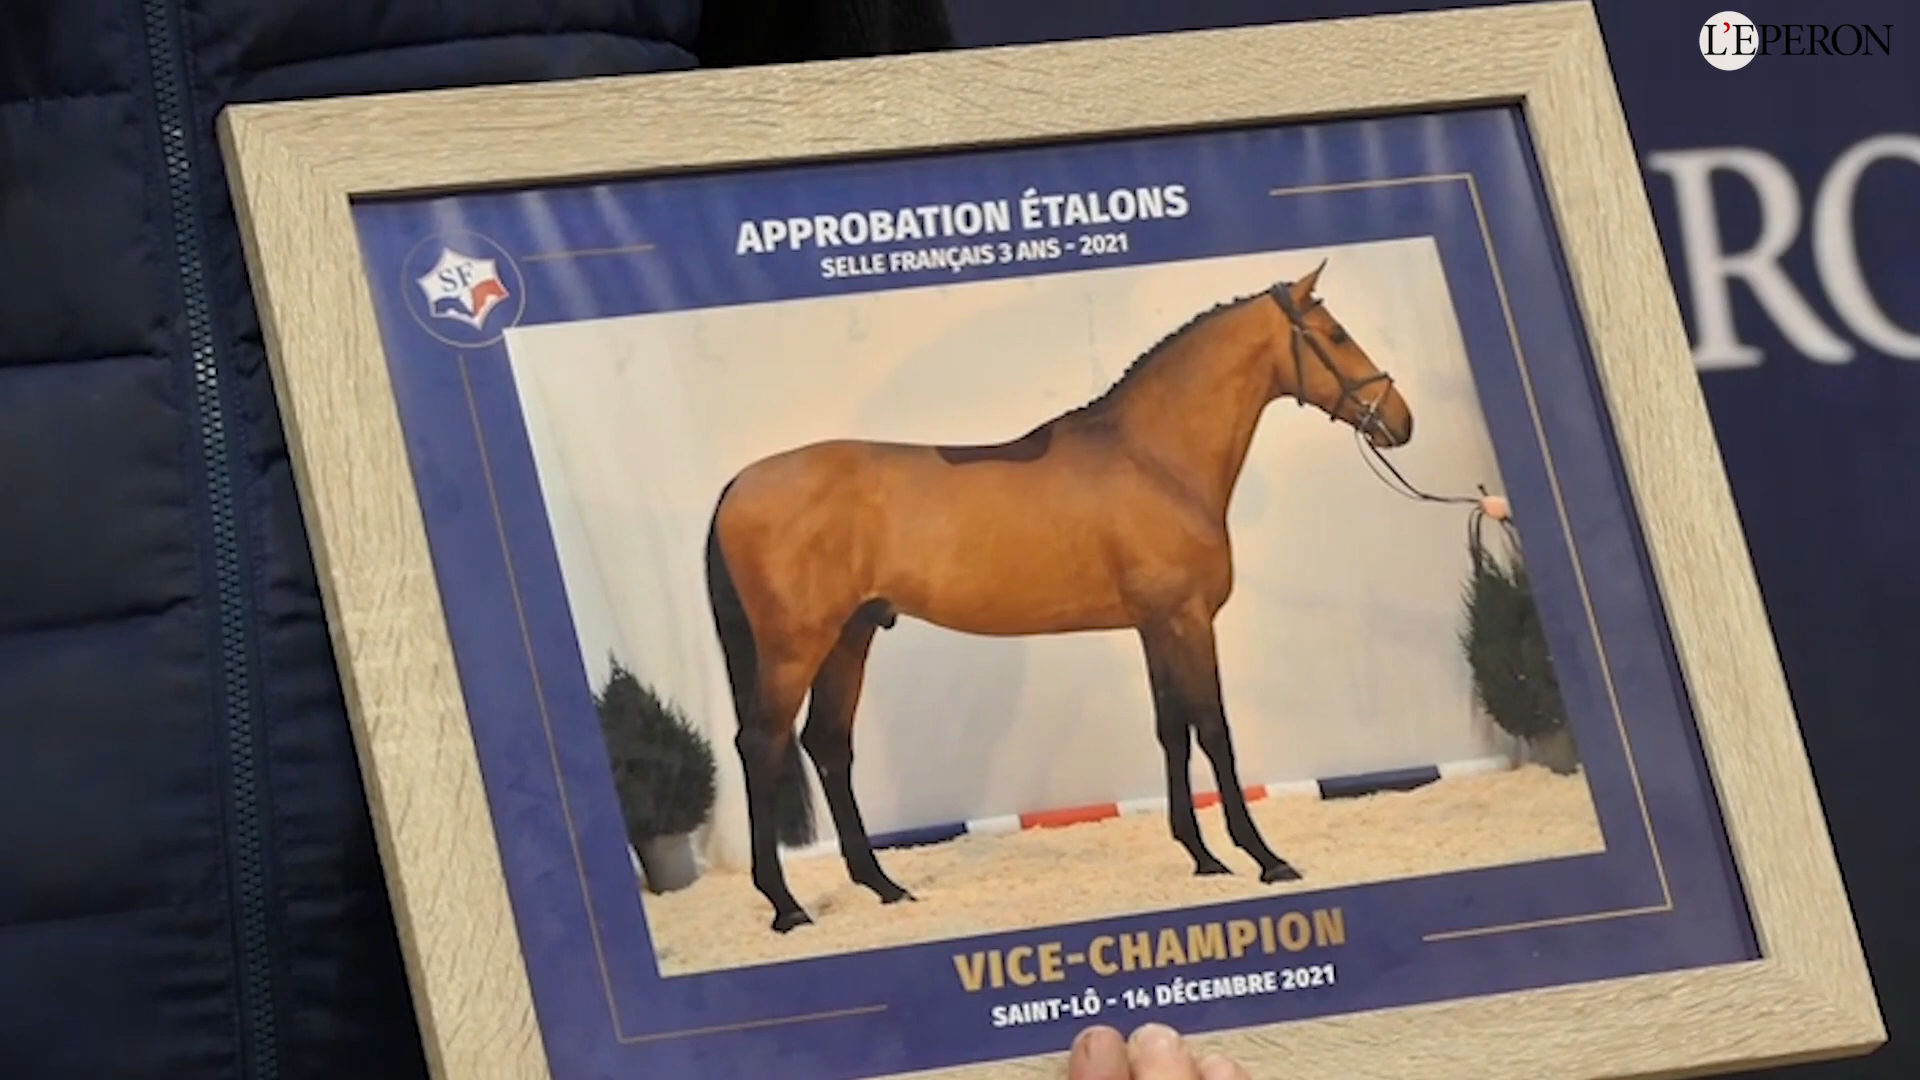 L'EPERON
RO
APPROBATION ÉTALONS
SELLE FRANÇAIS 3 ANS - 2021
SF
VICE-CHAMPION
SAINT-LÔ - 14 DÉCEMBRE 2021